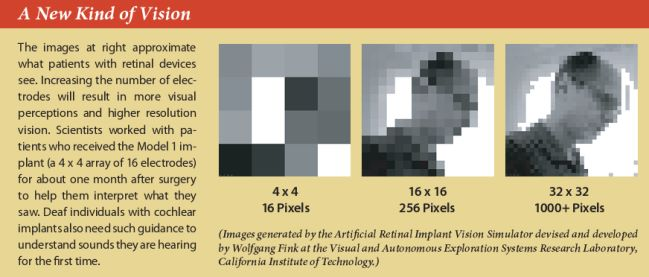 A New Kind of Vision
The images at right approximate
what patients with retinal devices
see. Increasing the number of elec-
trodes will result in more visual
perceptions and higher resolution
vision. Scientists worked with pa-
tients who received the Model 1 im-
plant (a 4 x 4 array of 16 electrodes)
for about one month after surgery
to help them interpret what they
saw. Deaf individuals with cochlear
implants also need such guidance to
understand sounds they are hearing
for the first time.
4 x 4
16 Pixels
16 x 16
256 Pixels
32 x 32
1000+ Pixels
(Images generated by the Artificial Retinal Implant Vision Simulator devised and developed
by Wolfgang Fink at the Visual and Autonomous Exploration Systems Research Laboratory,
California Institute of Technology.)